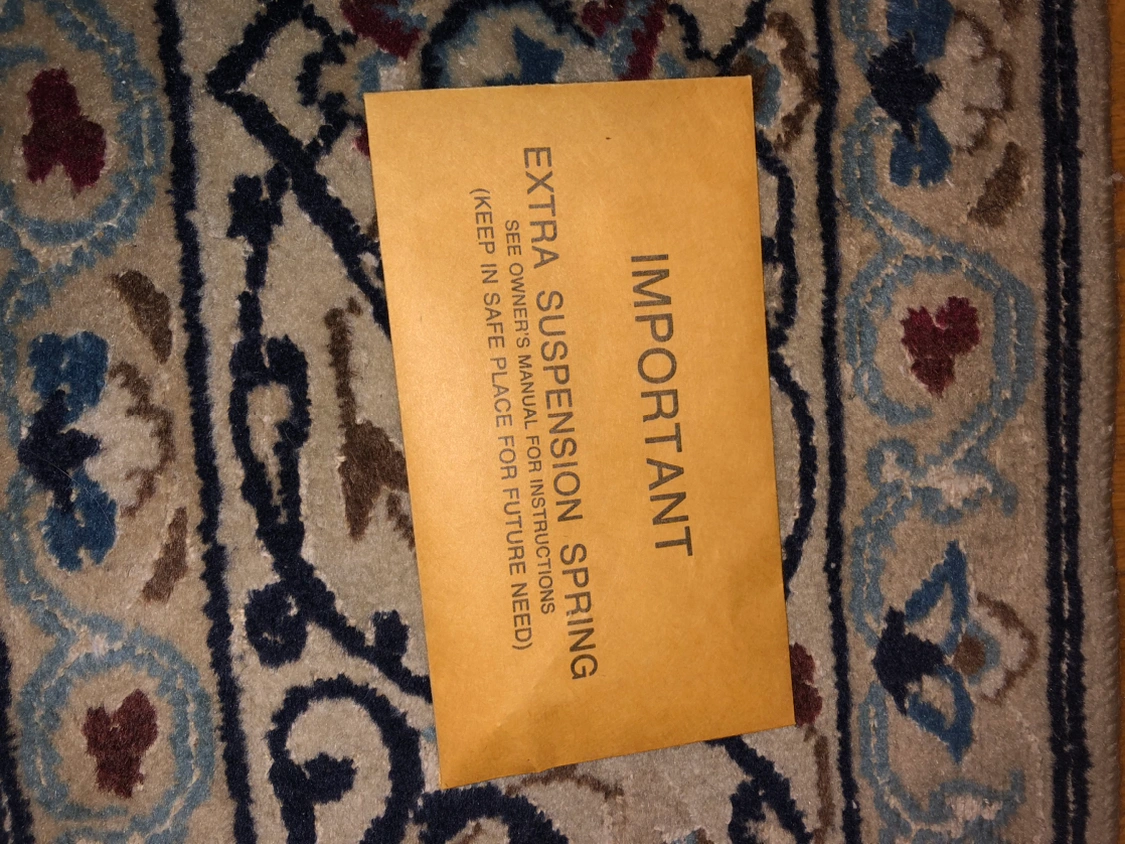 IMPORTANT
EXTRA SUSPENSION SPRING
SEE OWNER'S MANUAL FOR INSTRUCTIONS
(KEEP IN SAFE PLACE FOR FUTURE NEED)